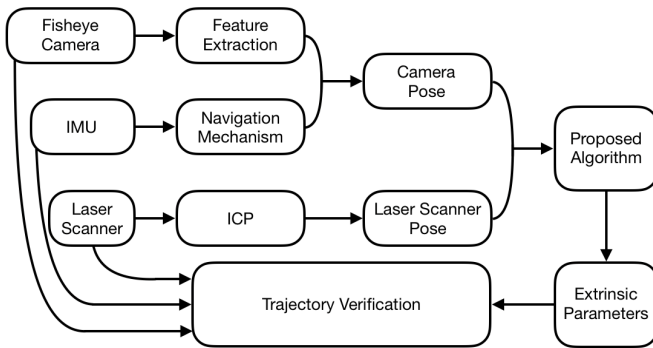 Fisheye
Camera
Feature
Extraction
Camera
Pose
IMU
Navigation
Mechanism
Proposed
Algorithm
Laser
Scanner
ICP
Laser Scanner
Pose
Trajectory Verification
Extrinsic
Parameters